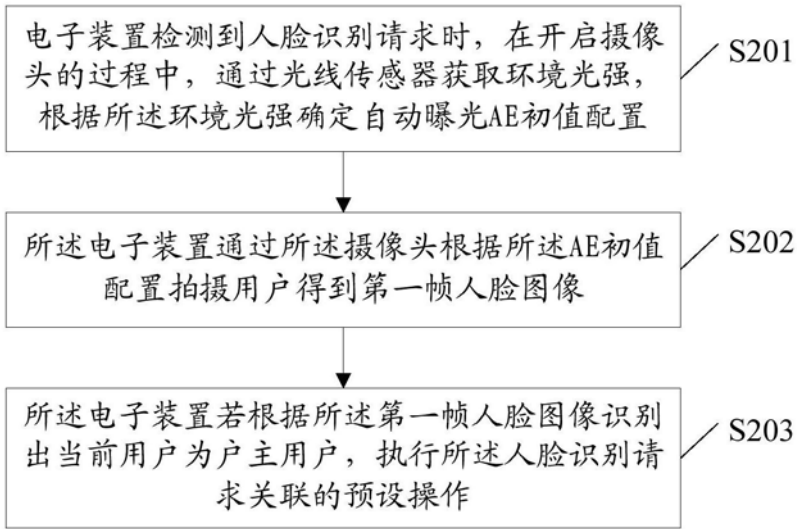 电子装置检测到人脸识别请求时，在开启摄像
头的过程中，通过光线传感器获取环境光强，
根据所述环境光强确定自动曝光AE初值配置
S201
所述电子装置通过所述摄像头根据所述AE初值
配置拍摄用户得到第一帧人脸图像
S202
所述电子装置若根据所述第一帧人脸图像识别
出当前用户为户主用户，执行所述人脸识别请
求关联的预设操作
S203